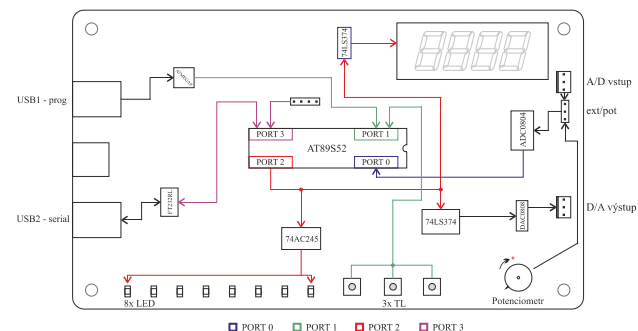 74LS374
USB1 - prog
ATMEGA8
A/D vstup
ext/pot
ADC0804
PORT 3
PORT 1
AT89S52
PORT 2
PORT 0
USB2 - serial
FT232RL
74LS374
DAC0808
D/A výstup
74AC245
8x LED
3x TL
*
Potenciometr
PORT 0
PORT 1
PORT 2
PORT 3